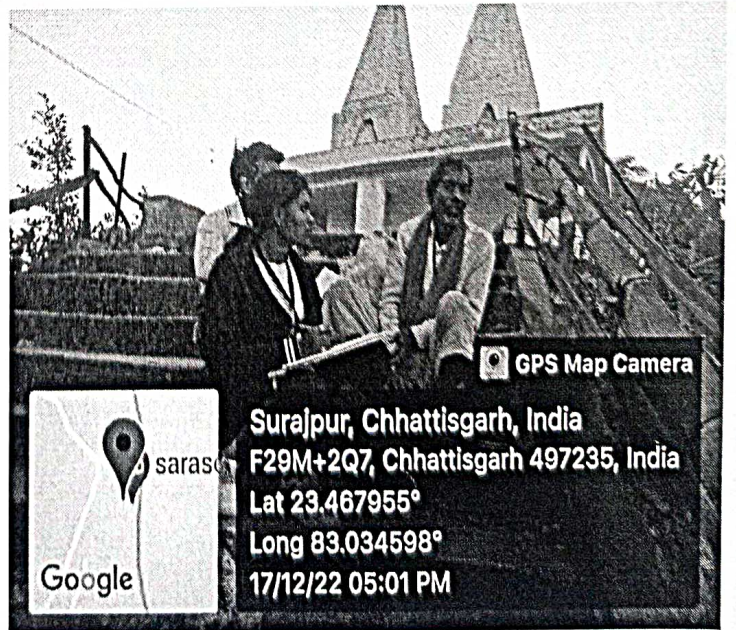 GPS Map Camera
Surajpur, Chhattisgarh, India
F29M+2Q7, Chhattisgarh 497235, India
Lat 23.467955°
Long 83.034598°
17/12/22 05:01 PM
Google